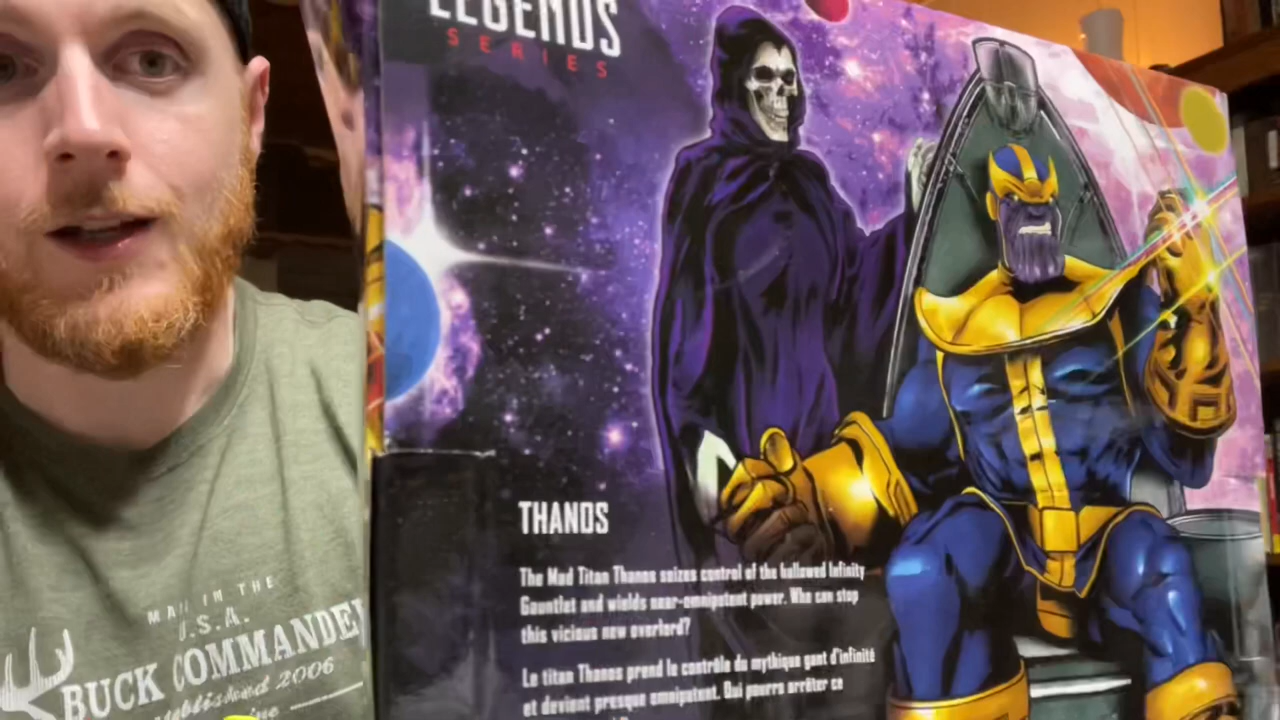 LEGENDS
SERIES
THANOS
The Mad Titan Thanos seizes control of the hallowed Infinity
Gauntlet and wields near-omnipotent power. Who can stop
this vicious new overlord?
Le titan Thanos prend le contrôle du mythique gant d'infinité
et devient presque omnipotent. Qui pourra arrêter ce
MADE IN THE
U.S.A.
BUCK COMMANDER
established 2006